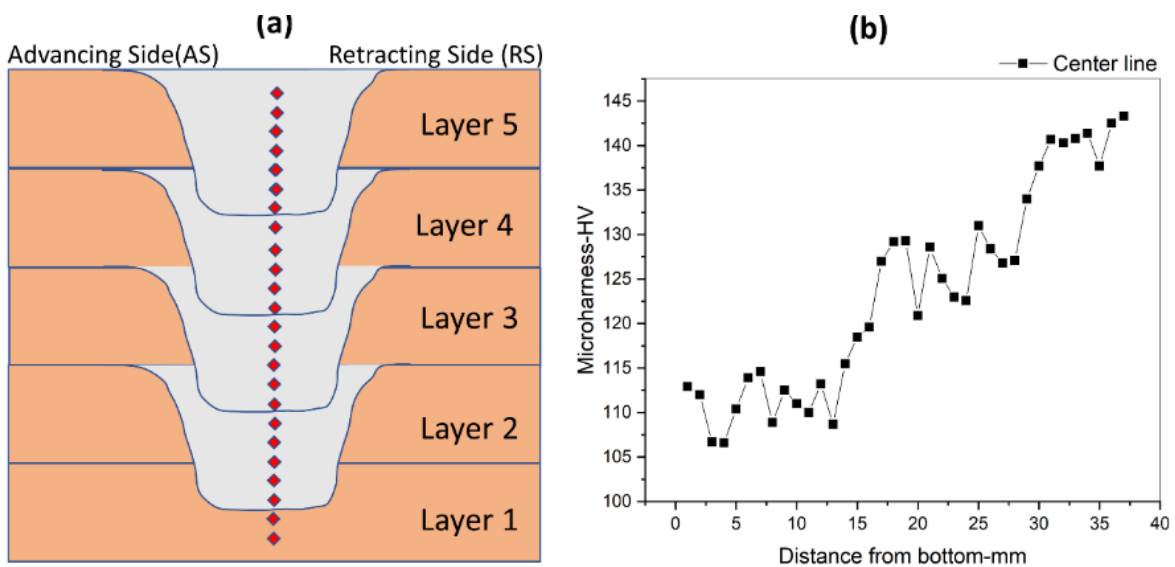 (a)
Advancing Side(AS)
Retracting Side (RS)
Layer 5
Layer 4
Layer 3
Layer 2
Layer 1
(b)
Center line
Microharness-HV
145
140
135
130
125
120
115
110
105
100
0 5 10 15 20 25 30 35 40
Distance from bottom-mm